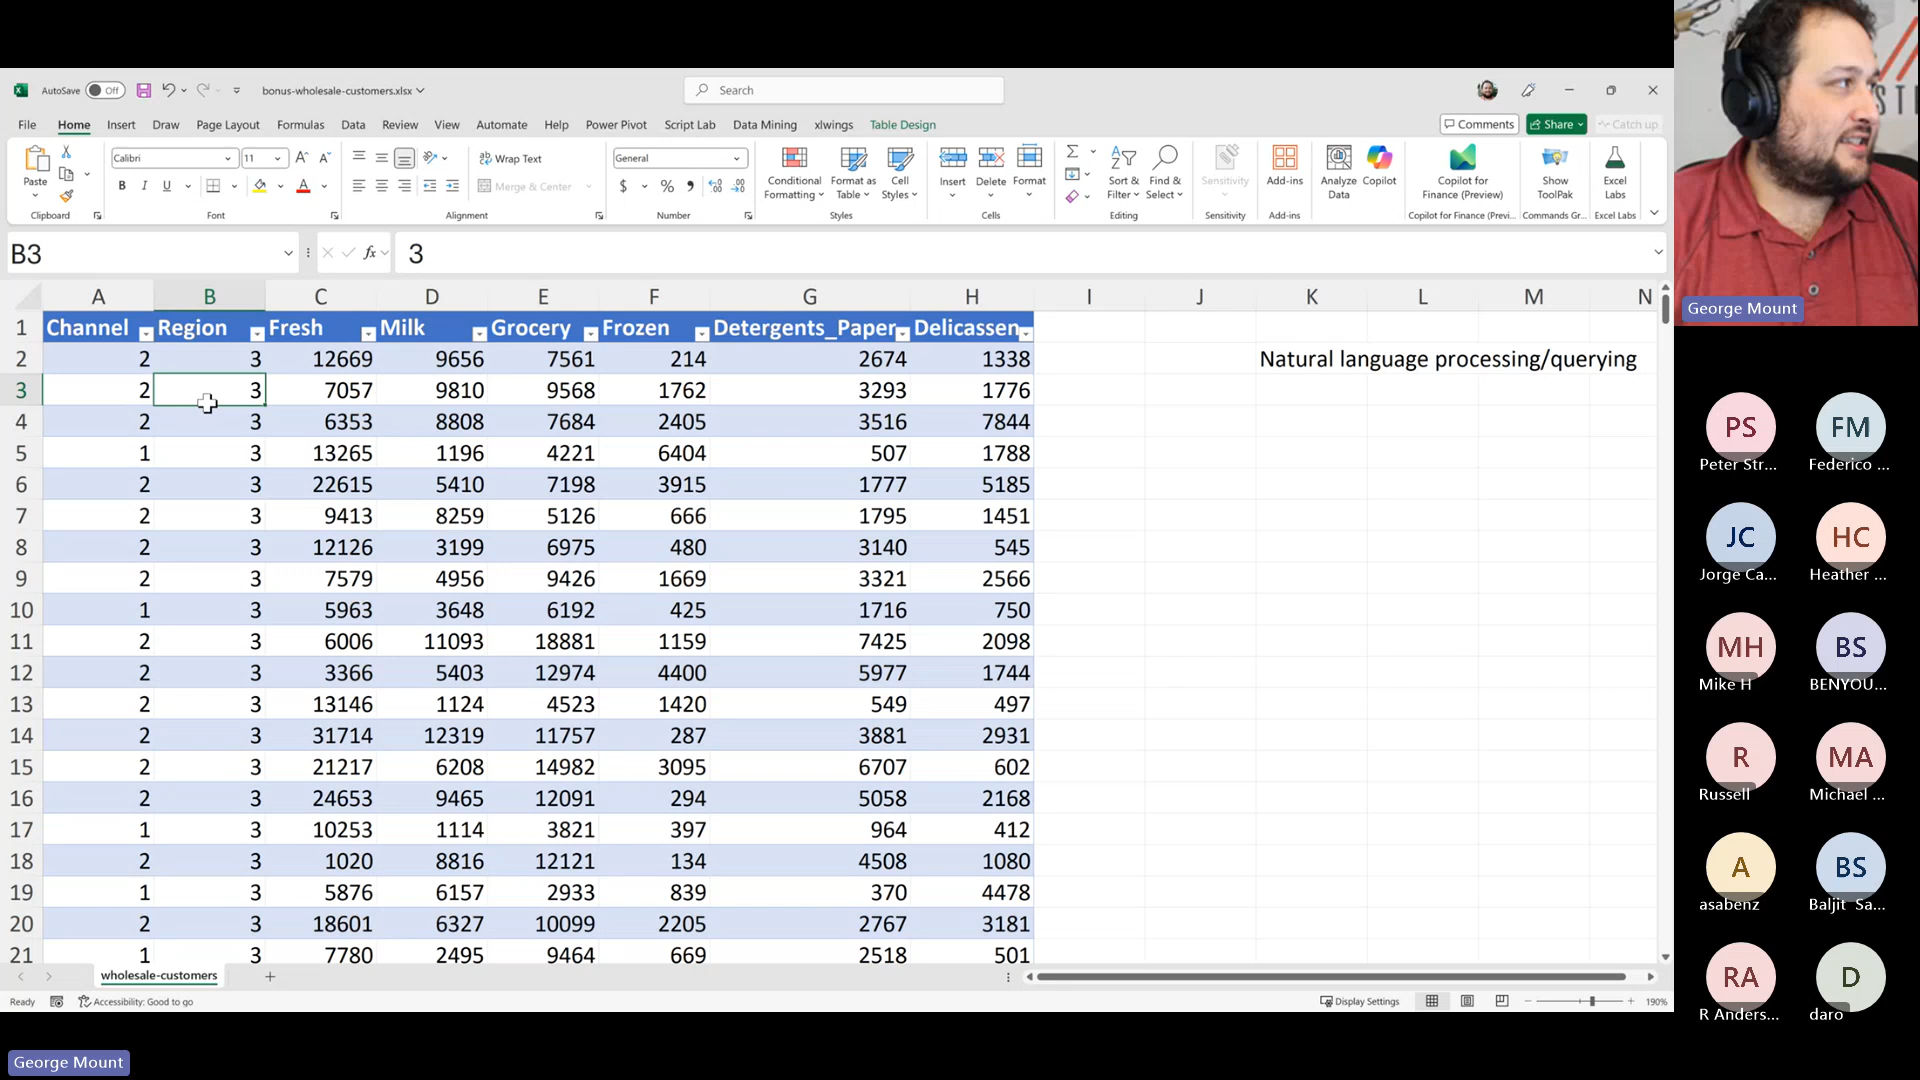 AutoSave Off bonus-wholesale-customers.xlsx Search
File Home Insert Draw Page Layout Formulas Data Review View Automate Help Power Pivot Script Lab Data Mining xlwings Table Design Comments Share Catch up
Calibri 11 Wrap Text General
Paste B I U Merge & Center $ % Conditional Formatting Format as Table Cell Styles Insert Delete Format Sort & Filter Find & Select Sensitivity Add-ins Analyze Data Copilot Copilot for Finance (Preview) Show ToolPak Excel Labs
Clipboard Font Alignment Number Styles Cells Editing Sensitivity Add-ins Copilot for Finance (Previ... Commands Gr... Excel Labs
B3 fx 3
A B C D E F G H I J K L M N
1 Channel Region Fresh Milk Grocery Frozen Detergents_Paper Delicassen
2 2 3 12669 9656 7561 214 2674 1338 Natural language processing/querying
3 2 3 7057 9810 9568 1762 3293 1776
4 2 3 6353 8808 7684 2405 3516 7844
5 1 3 13265 1196 4221 6404 507 1788
6 2 3 22615 5410 7198 3915 1777 5185
7 2 3 9413 8259 5126 666 1795 1451
8 2 3 12126 3199 6975 480 3140 545
9 2 3 7579 4956 9426 1669 3321 2566
10 1 3 5963 3648 6192 425 1716 750
11 2 3 6006 11093 18881 1159 7425 2098
12 2 3 3366 5403 12974 4400 5977 1744
13 2 3 13146 1124 4523 1420 549 497
14 2 3 31714 12319 11757 287 3881 2931
15 2 3 21217 6208 14982 3095 6707 602
16 2 3 24653 9465 12091 294 5058 2168
17 1 3 10253 1114 3821 397 964 412
18 2 3 1020 8816 12121 134 4508 1080
19 1 3 5876 6157 2933 839 370 4478
20 2 3 18601 6327 10099 2205 2767 3181
21 1 3 7780 2495 9464 669 2518 501
wholesale-customers
Ready Accessibility: Good to go Display Settings 190%
George Mount
George Mount
PS FM
Peter Str... Federico ...
JC HC
Jorge Ca... Heather ...
MH BS
Mike H BENYOU...
R MA
Russell Michael ...
A BS
asabenz Baljit Sa...
RA D
R Anders... daro